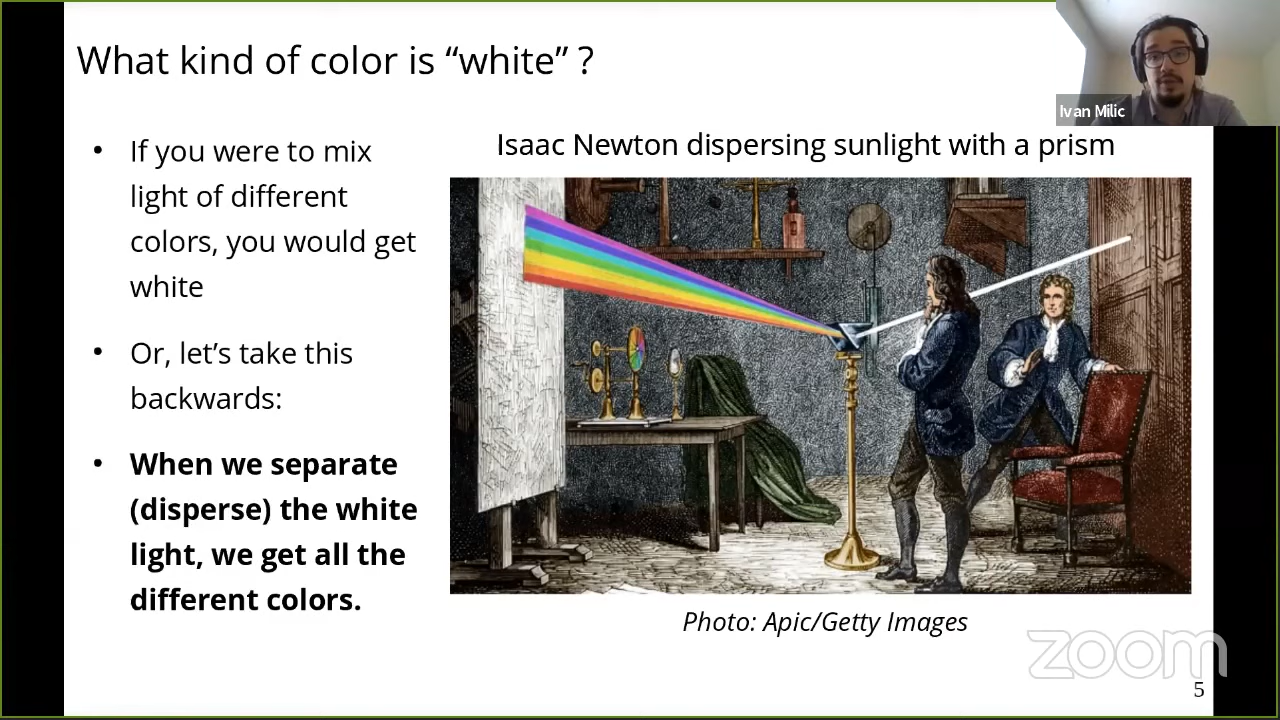 What kind of color is “white” ?
Ivan Milic
• If you were to mix
light of different
colors, you would get
white
• Or, let’s take this
backwards:
• When we separate
(disperse) the white
light, we get all the
different colors.
Isaac Newton dispersing sunlight with a prism
Photo: Apic/Getty Images
zoom
5